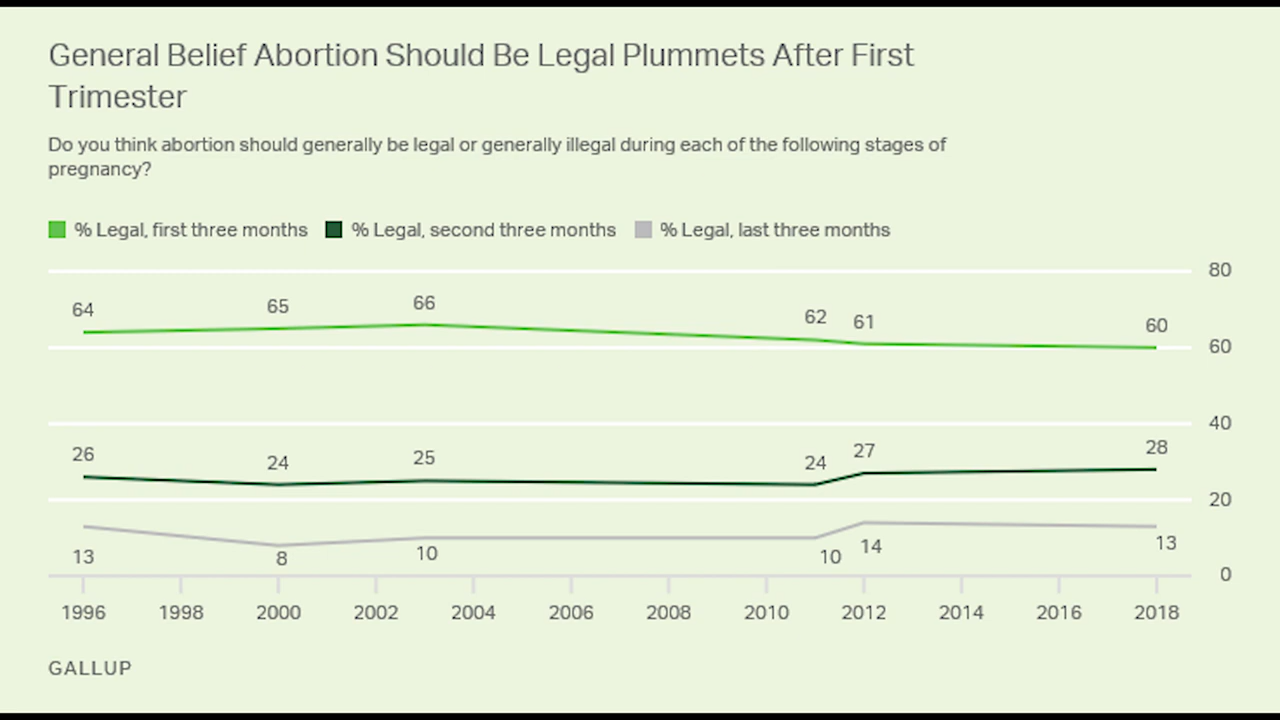 General Belief Abortion Should Be Legal Plummets After First
Trimester
Do you think abortion should generally be legal or generally illegal during each of the following stages of
pregnancy?
% Legal, first three months % Legal, second three months % Legal, last three months
80
64 65 66 62 61 60
60
40
26 24 25 24 27 28
20
13 8 10 10 14 13
0
1996 1998 2000 2002 2004 2006 2008 2010 2012 2014 2016 2018
GALLUP